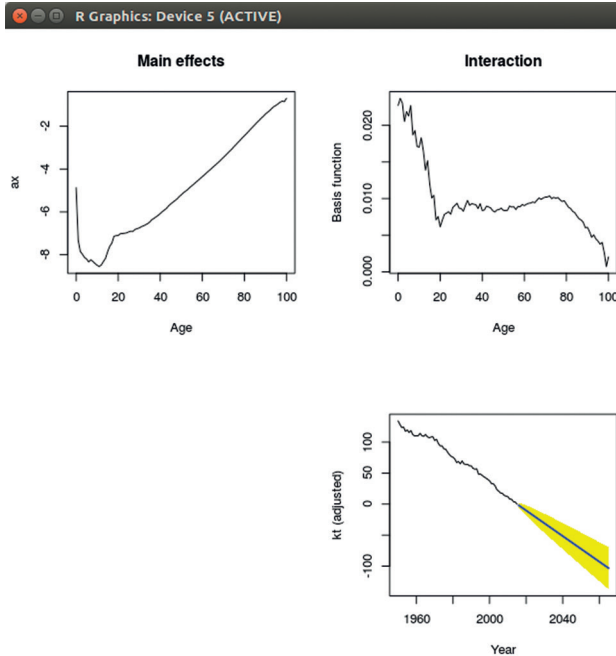 R Graphics: Device 5 (ACTIVE)
Main effects
ax
-2
-4
-6
-8
0 20 40 60 80 100
Age
Interaction
Basis function
0.020
0.010
0.000
0 20 40 60 80 100
Age
kt (adjusted)
100
50
0
-100
1960 2000 2040
Year